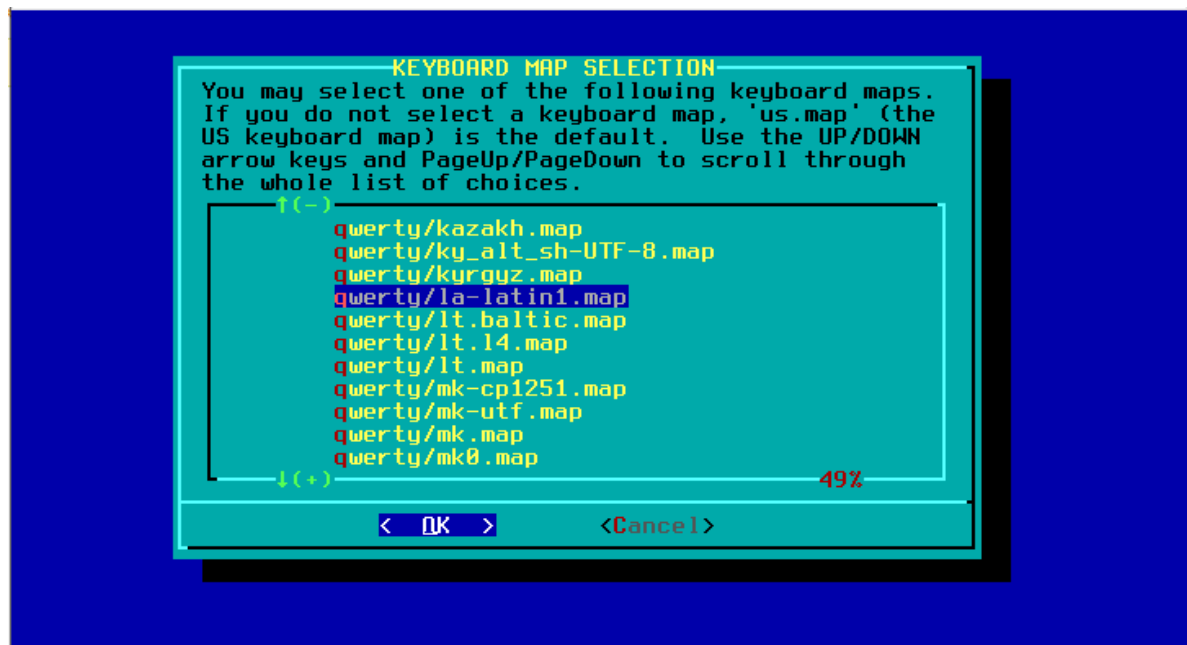 KEYBOARD MAP SELECTION
You may select one of the following keyboard maps.
If you do not select a keyboard map, 'us.map' (the
US keyboard map) is the default.  Use the UP/DOWN
arrow keys and PageUp/PageDown to scroll through
the whole list of choices.
↑(-)
qwerty/kazakh.map
qwerty/ky_alt_sh-UTF-8.map
qwerty/kyrgyz.map
qwerty/la-latin1.map
qwerty/lt.baltic.map
qwerty/lt.l4.map
qwerty/lt.map
qwerty/mk-cp1251.map
qwerty/mk-utf.map
qwerty/mk.map
qwerty/mk0.map
↓(+) 49%
<  OK  > <Cancel>